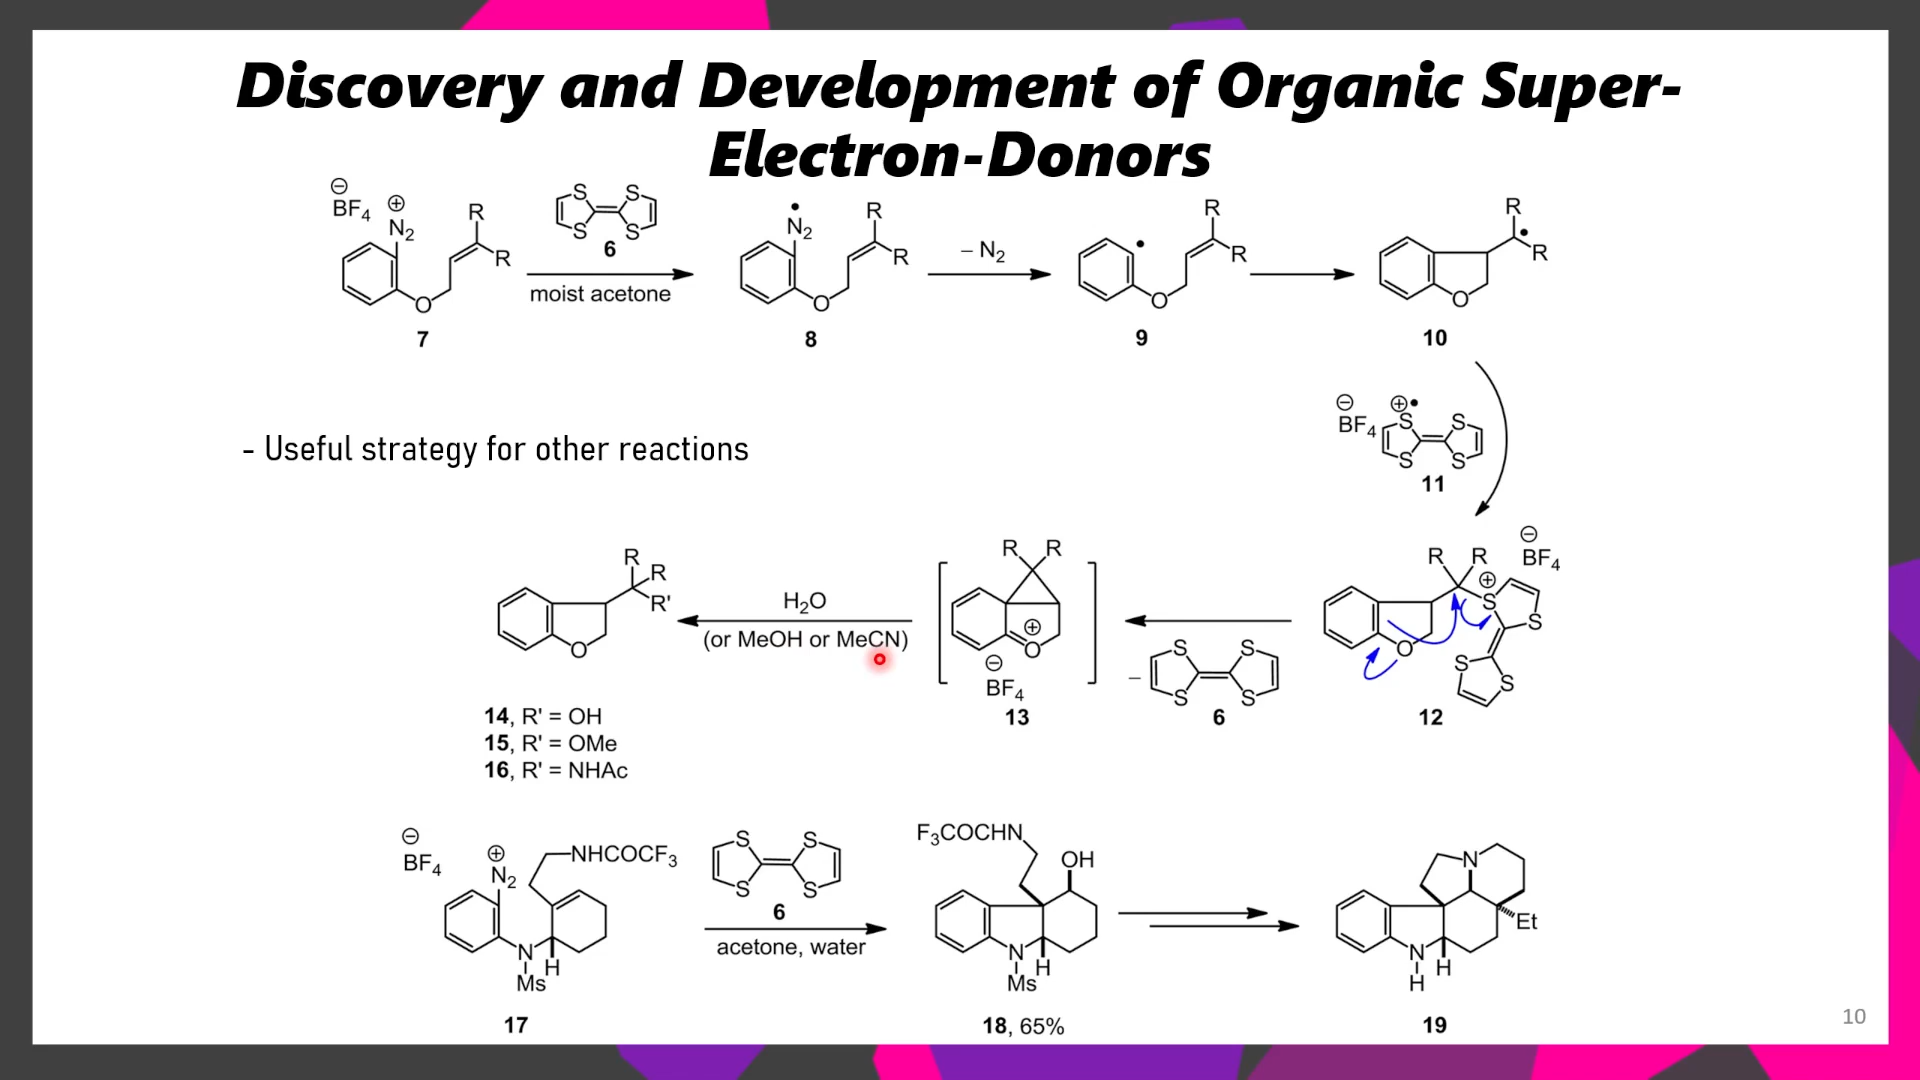 Discovery and Development of Organic Super-
Electron-Donors
⊖
BF4
⊕
N2
R
R
O
7
S
S
S
S
6
moist acetone
•
N2
R
R
O
8
– N2
•
R
R
O
9
R
•
R
O
10
- Useful strategy for other reactions
⊖
BF4
⊕•
S
S
S
S
11
R
R
R'
O
14, R' = OH
15, R' = OMe
16, R' = NHAc
H2O
(or MeOH or MeCN)
R R
⊕
O
⊖
BF4
13
–
S
S
S
S
6
R R
⊕
S
S
S
S
O
⊖
BF4
12
⊖
BF4
⊕
N2
NHCOCF3
N
H
Ms
17
S
S
S
S
6
acetone, water
F3COCHN
OH
N
H
Ms
18, 65%
N
Et
N
H
H
19
10